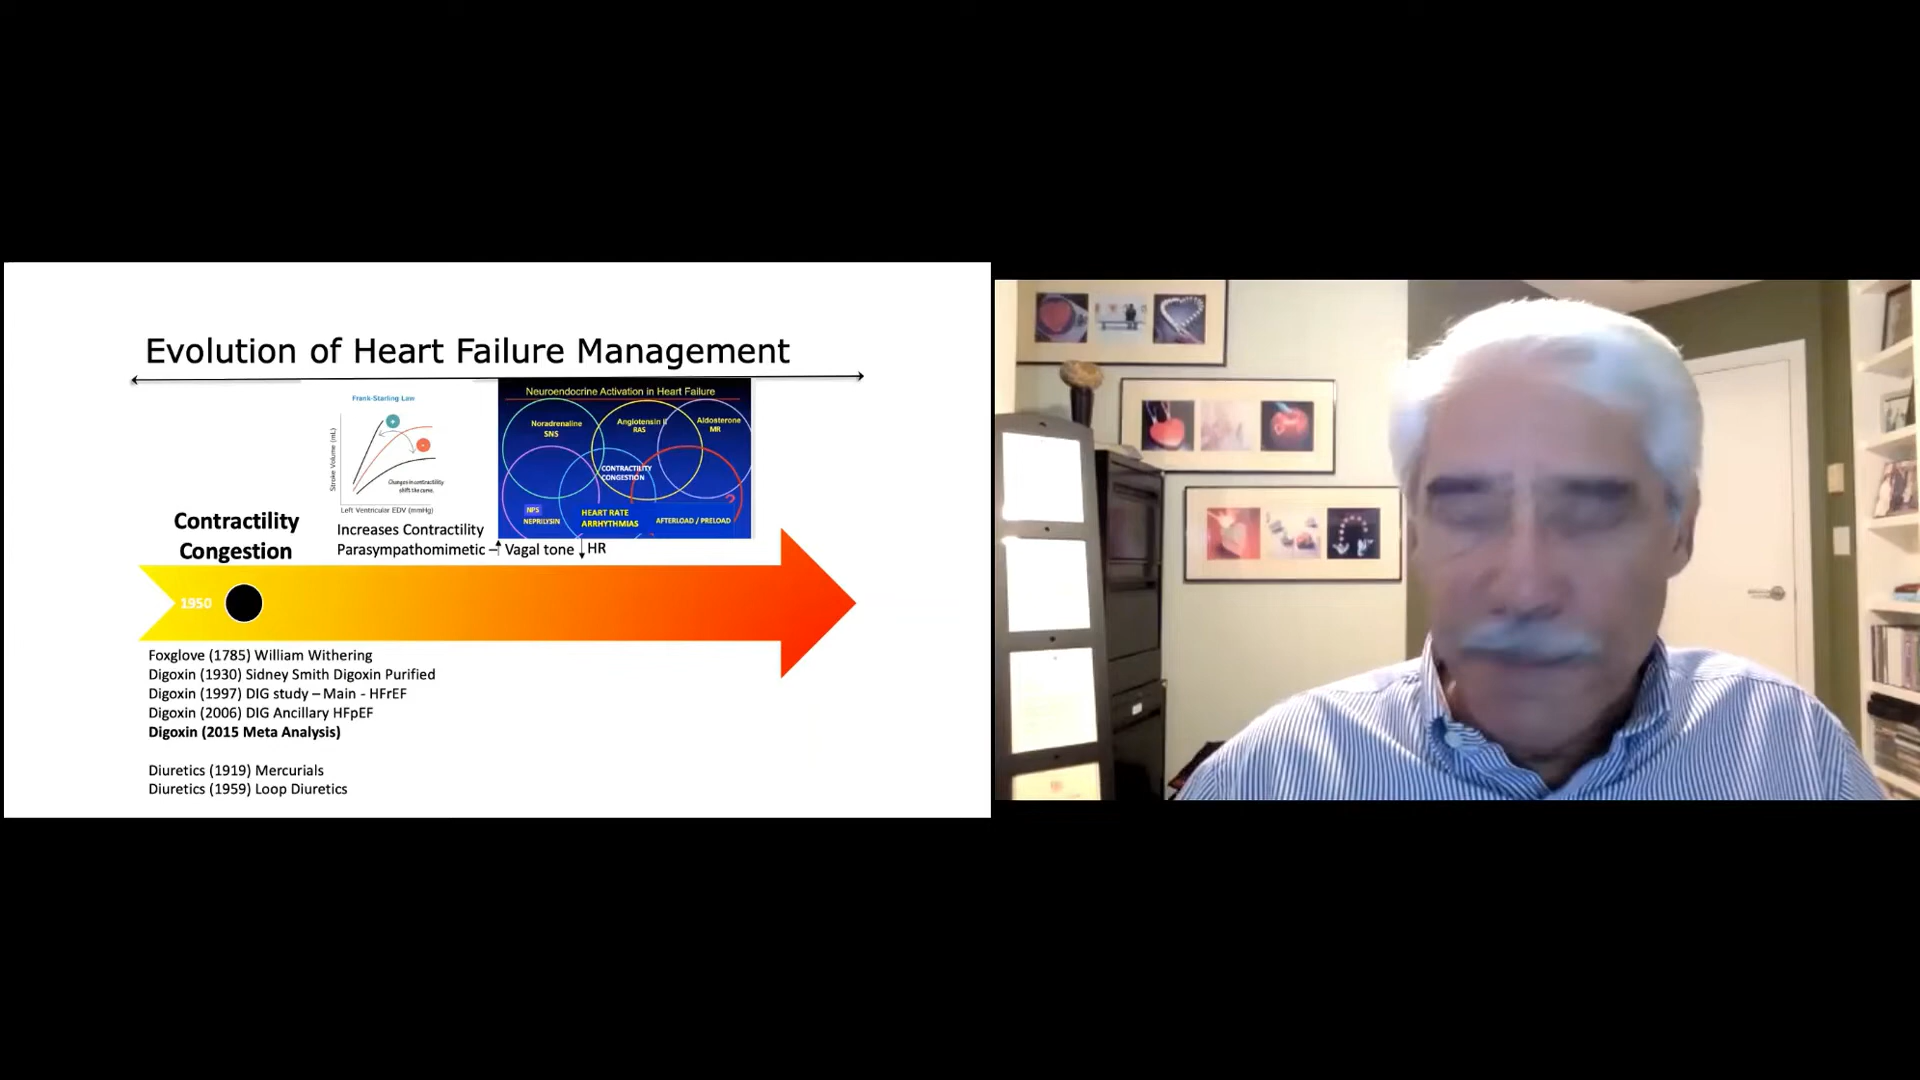 Evolution of Heart Failure Management
Frank-Starling Law
Stroke Volume (mL)
+
-
Changes in contractility
shift the curve.
Left Ventricular EDV (mmHg)
Neuroendocrine Activation in Heart Failure
Noradrenaline
SNS
Angiotensin II
RAS
Aldosterone
MR
CONTRACTILITY
CONGESTION
NPS
NEPRILYSIN
HEART RATE
ARRHYTHMIAS
AFTERLOAD / PRELOAD
?
Contractility
Congestion
Increases Contractility
Parasympathomimetic – Vagal tone HR
1950
Foxglove (1785) William Withering
Digoxin (1930) Sidney Smith Digoxin Purified
Digoxin (1997) DIG study – Main - HFrEF
Digoxin (2006) DIG Ancillary HFpEF
Digoxin (2015 Meta Analysis)
Diuretics (1919) Mercurials
Diuretics (1959) Loop Diuretics